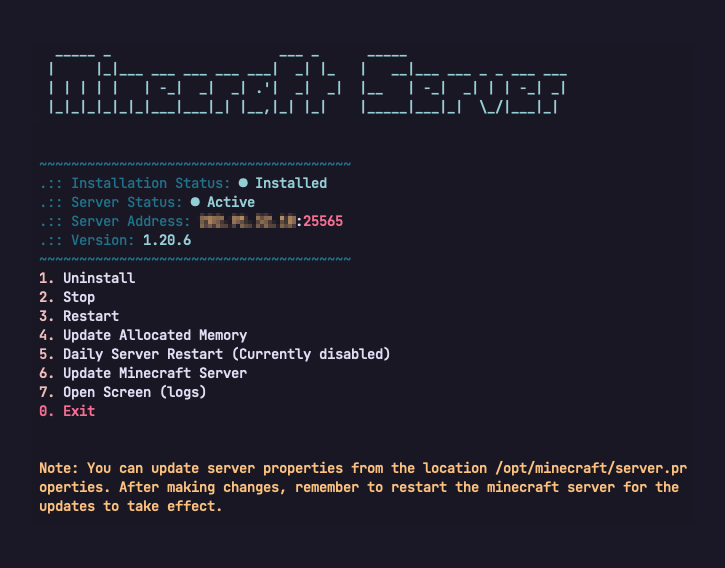 Minecraft Server
~~~~~~~~~~~~~~~~~~~~~~~~~~~~~~~~~~~~~~~
.:: Installation Status: ● Installed
.:: Server Status: ● Active
.:: Server Address: :25565
.:: Version: 1.20.6
~~~~~~~~~~~~~~~~~~~~~~~~~~~~~~~~~~~~~~~
1. Uninstall
2. Stop
3. Restart
4. Update Allocated Memory
5. Daily Server Restart (Currently disabled)
6. Update Minecraft Server
7. Open Screen (logs)
0. Exit
Note: You can update server properties from the location /opt/minecraft/server.pr
operties. After making changes, remember to restart the minecraft server for the
updates to take effect.